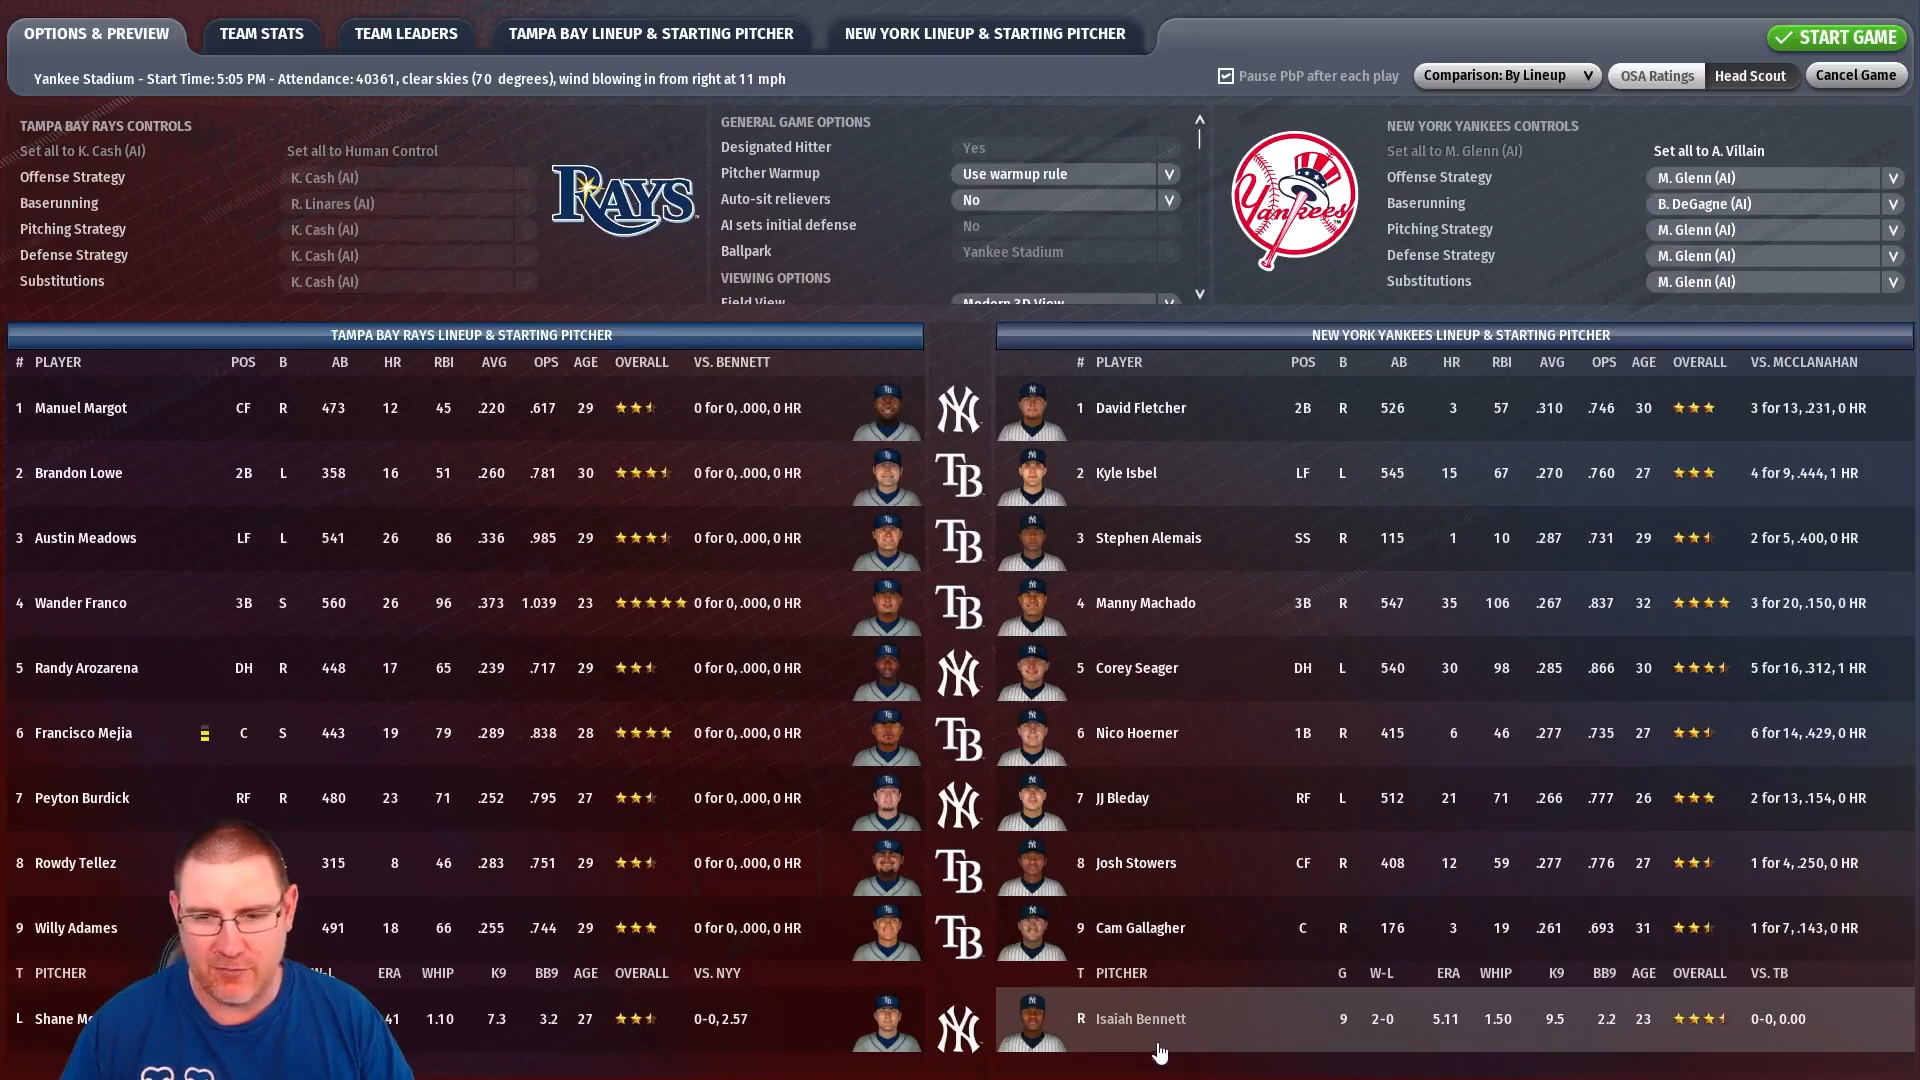 OPTIONS & PREVIEW TEAM STATS TEAM LEADERS TAMPA BAY LINEUP & STARTING PITCHER NEW YORK LINEUP & STARTING PITCHER START GAME
Yankee Stadium - Start Time: 5:05 PM - Attendance: 40361, clear skies (70 degrees), wind blowing in from right at 11 mph Pause PbP after each play Comparison: By Lineup OSA Ratings Head Scout Cancel Game
TAMPA BAY RAYS CONTROLS
Set all to K. Cash (AI) Set all to Human Control
Offense Strategy K. Cash (AI)
Baserunning R. Linares (AI)
Pitching Strategy K. Cash (AI)
Defense Strategy K. Cash (AI)
Substitutions K. Cash (AI)
RAYS
GENERAL GAME OPTIONS
Designated Hitter Yes
Pitcher Warmup Use warmup rule
Auto-sit relievers No
AI sets initial defense No
Ballpark Yankee Stadium
VIEWING OPTIONS
Field View Modern 3D View
Yankees
NEW YORK YANKEES CONTROLS
Set all to M. Glenn (AI) Set all to A. Villain
Offense Strategy M. Glenn (AI)
Baserunning B. DeGagne (AI)
Pitching Strategy M. Glenn (AI)
Defense Strategy M. Glenn (AI)
Substitutions M. Glenn (AI)
TAMPA BAY RAYS LINEUP & STARTING PITCHER
# PLAYER POS B AB HR RBI AVG OPS AGE OVERALL VS. BENNETT
1 Manuel Margot CF R 473 12 45 .220 .617 29 0 for 0, .000, 0 HR
2 Brandon Lowe 2B L 358 16 51 .260 .781 30 0 for 0, .000, 0 HR
3 Austin Meadows LF L 541 26 86 .336 .985 29 0 for 0, .000, 0 HR
4 Wander Franco 3B S 560 26 96 .373 1.039 23 0 for 0, .000, 0 HR
5 Randy Arozarena DH R 448 17 65 .239 .717 29 0 for 0, .000, 0 HR
6 Francisco Mejia C S 443 19 79 .289 .838 28 0 for 0, .000, 0 HR
7 Peyton Burdick RF R 480 23 71 .252 .795 27 0 for 0, .000, 0 HR
8 Rowdy Tellez 315 8 46 .283 .751 29 0 for 0, .000, 0 HR
9 Willy Adames 491 18 66 .255 .744 29 0 for 0, .000, 0 HR
T PITCHER W-L ERA WHIP K9 BB9 AGE OVERALL VS. NYY
L Shane 41 1.10 7.3 3.2 27 0-0, 2.57
NY
TB
TB
TB
NY
TB
NY
TB
TB
NY
NEW YORK YANKEES LINEUP & STARTING PITCHER
# PLAYER POS B AB HR RBI AVG OPS AGE OVERALL VS. MCCLANAHAN
1 David Fletcher 2B R 526 3 57 .310 .746 30 3 for 13, .231, 0 HR
2 Kyle Isbel LF L 545 15 67 .270 .760 27 4 for 9, .444, 1 HR
3 Stephen Alemais SS R 115 1 10 .287 .731 29 2 for 5, .400, 0 HR
4 Manny Machado 3B R 547 35 106 .267 .837 32 3 for 20, .150, 0 HR
5 Corey Seager DH L 540 30 98 .285 .866 30 5 for 16, .312, 1 HR
6 Nico Hoerner 1B R 415 6 46 .277 .735 27 6 for 14, .429, 0 HR
7 JJ Bleday RF L 512 21 71 .266 .777 26 2 for 13, .154, 0 HR
8 Josh Stowers CF R 408 12 59 .277 .776 27 1 for 4, .250, 0 HR
9 Cam Gallagher C R 176 3 19 .261 .693 31 1 for 7, .143, 0 HR
T PITCHER G W-L ERA WHIP K9 BB9 AGE OVERALL VS. TB
R Isaiah Bennett 9 2-0 5.11 1.50 9.5 2.2 23 0-0, 0.00